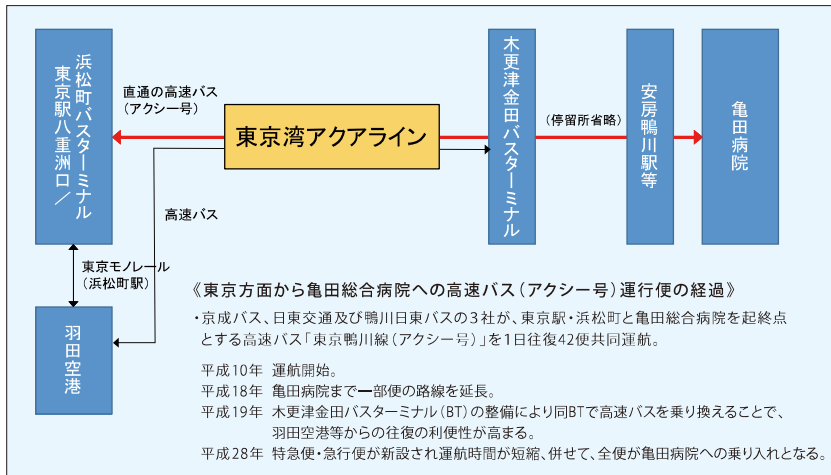 東京駅八重洲口／
浜松町バスターミナル
直通の高速バス
（アクシー号）
東京湾アクアライン
木更津金田バスターミナル
（停留所省略）
安房鴨川駅等
亀田病院
高速バス
東京モノレール
（浜松町駅）
羽田空港
《東京方面から亀田総合病院への高速バス（アクシー号）運行便の経過》
・京成バス、日東交通及び鴨川日東バスの3社が、東京駅・浜松町と亀田総合病院を起終点
とする高速バス「東京鴨川線（アクシー号）」を1日往復42便共同運航。
平成10年 運航開始。
平成18年 亀田病院まで一部便の路線を延長。
平成19年 木更津金田バスターミナル（BT）の整備により同BTで高速バスを乗り換えることで、
羽田空港等からの往復の利便性が高まる。
平成28年 特急便・急行便が新設され運航時間が短縮、併せて、全便が亀田病院への乗り入れとなる。